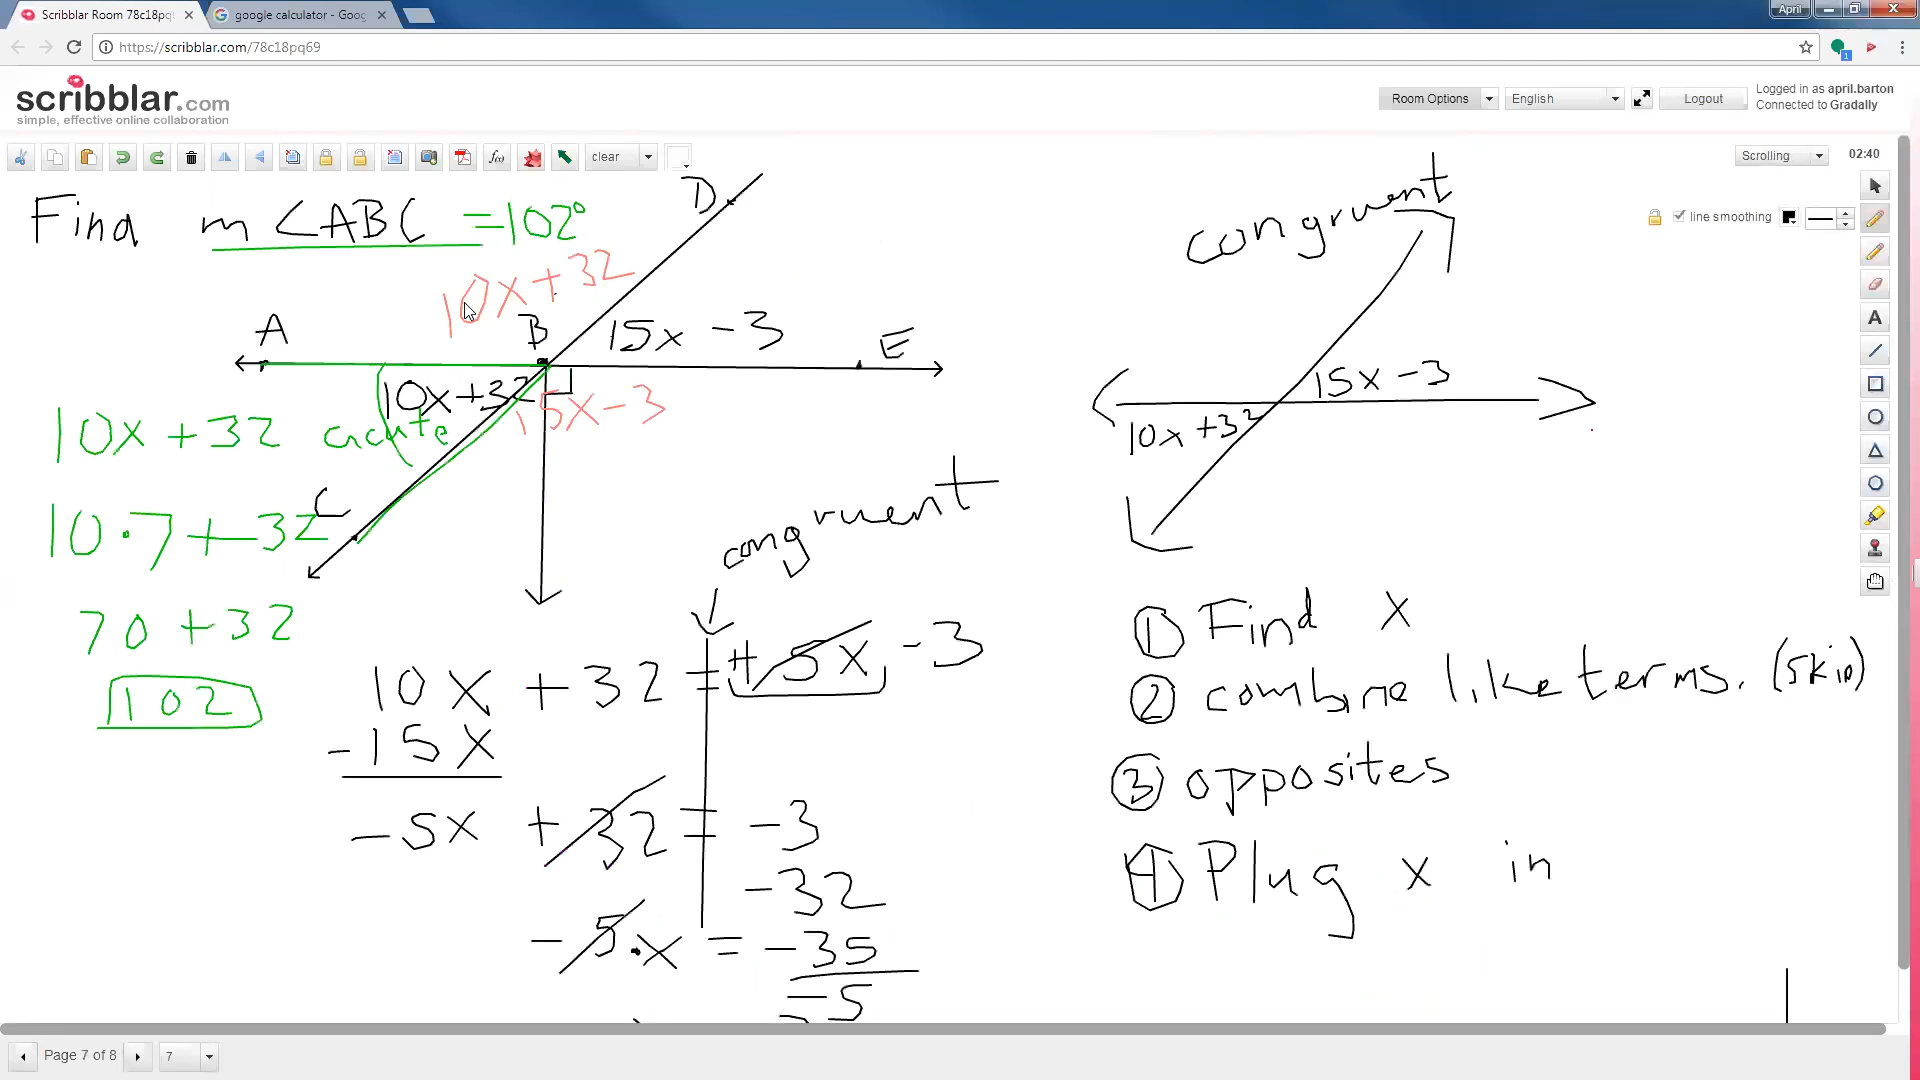 Scribblar Room 78c18pq
google calculator - Goog
April
https://scribblar.com/78c18pq69
1
scribblar.com
simple, effective online collaboration
Room Options
English
Logout
Logged in as april.barton
Connected to Gradally
f(x)
clear
Scrolling
02:40
line smoothing
A
Find m∠ABC =102°
D
congruent
10x+32
A
B
15x -3
E
10x+32
15x-3
15x -3
10x +32
10x +32 acute
C
10·7+32
congruent
70 +32
102
10x +32 = 15x -3
-15x
-5x +32 = -3
-32
-5·x = -35
-5
① Find x
② combine like terms. (skip)
③ opposites
④ Plug x in
Page 7 of 8
7